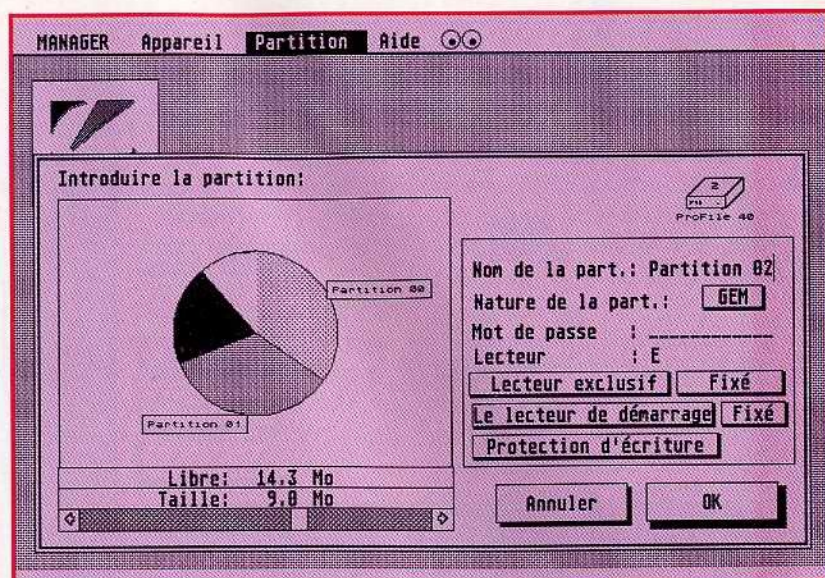 MANAGER Appareil Partition Aide
Introduire la partition:
ProFile 40
Partition 00
Partition 01
Libre: 14.3 Mo
Taille: 9.0 Mo
Nom de la part.: Partition 02
Nature de la part.: GEM
Mot de passe : ____________
Lecteur : E
Lecteur exclusif Fixé
Le lecteur de démarrage Fixé
Protection d'écriture
Annuler OK